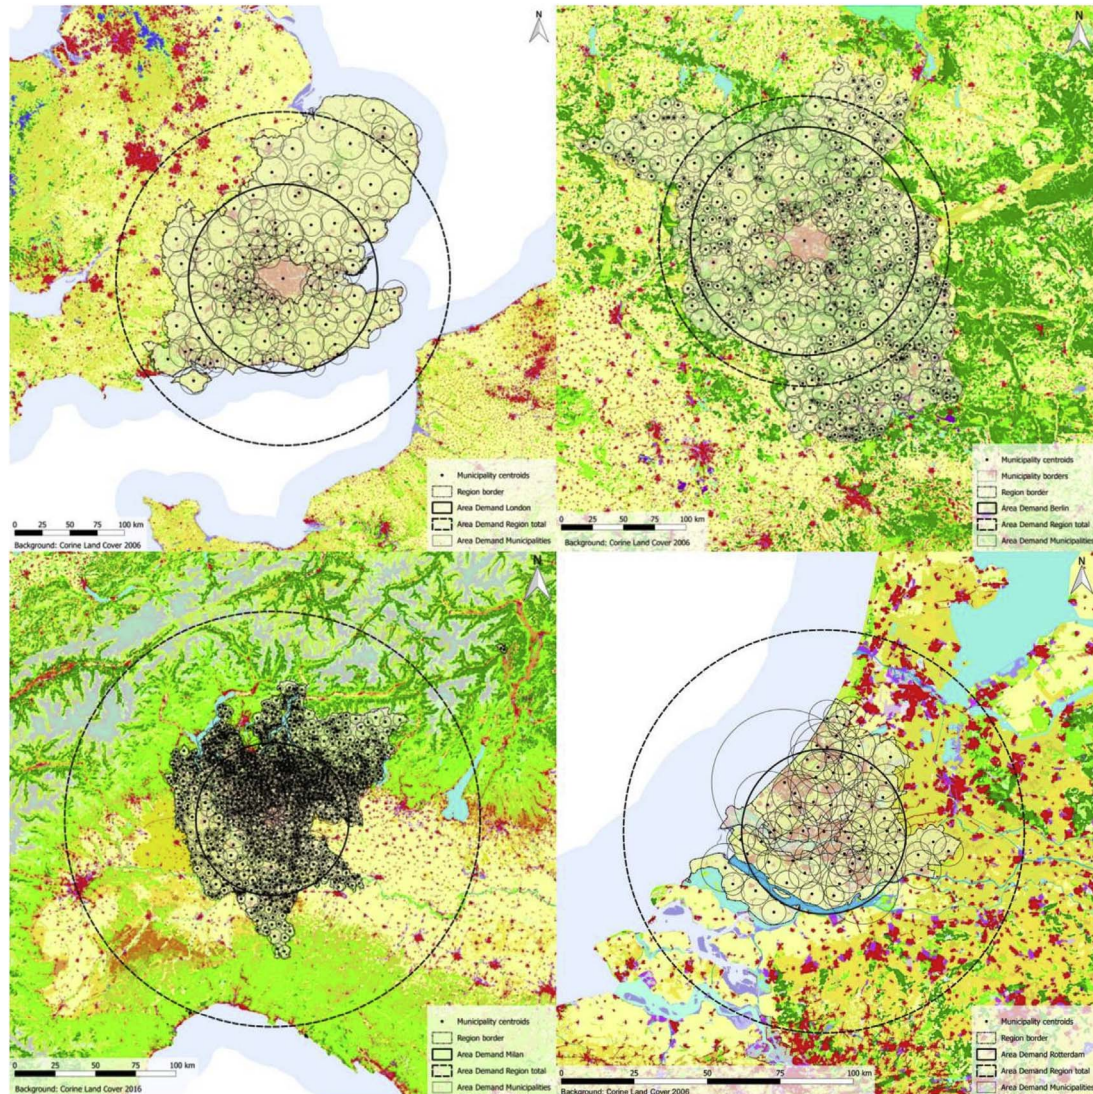 N
Municipality centroids
Region border
Area Demand London
Area Demand Region total
Area Demand Municipalities
0 25 50 75 100 km
Background: Corine Land Cover 2006
N
Municipality centroids
Municipality borders
Region border
Area Demand Berlin
Area Demand Region total
Area Demand Municipalities
0 25 50 75 100 km
Background: Corine Land Cover 2006
N
Municipality centroids
Region border
Area Demand Milan
Area Demand Region total
Area Demand Municipalities
0 25 50 75 100 km
Background: Corine Land Cover 2016
N
Municipality centroids
Region border
Area Demand Rotterdam
Area Demand Region total
Area Demand Municipalities
0 25 50 75 100 km
Background: Corine Land Cover 2006